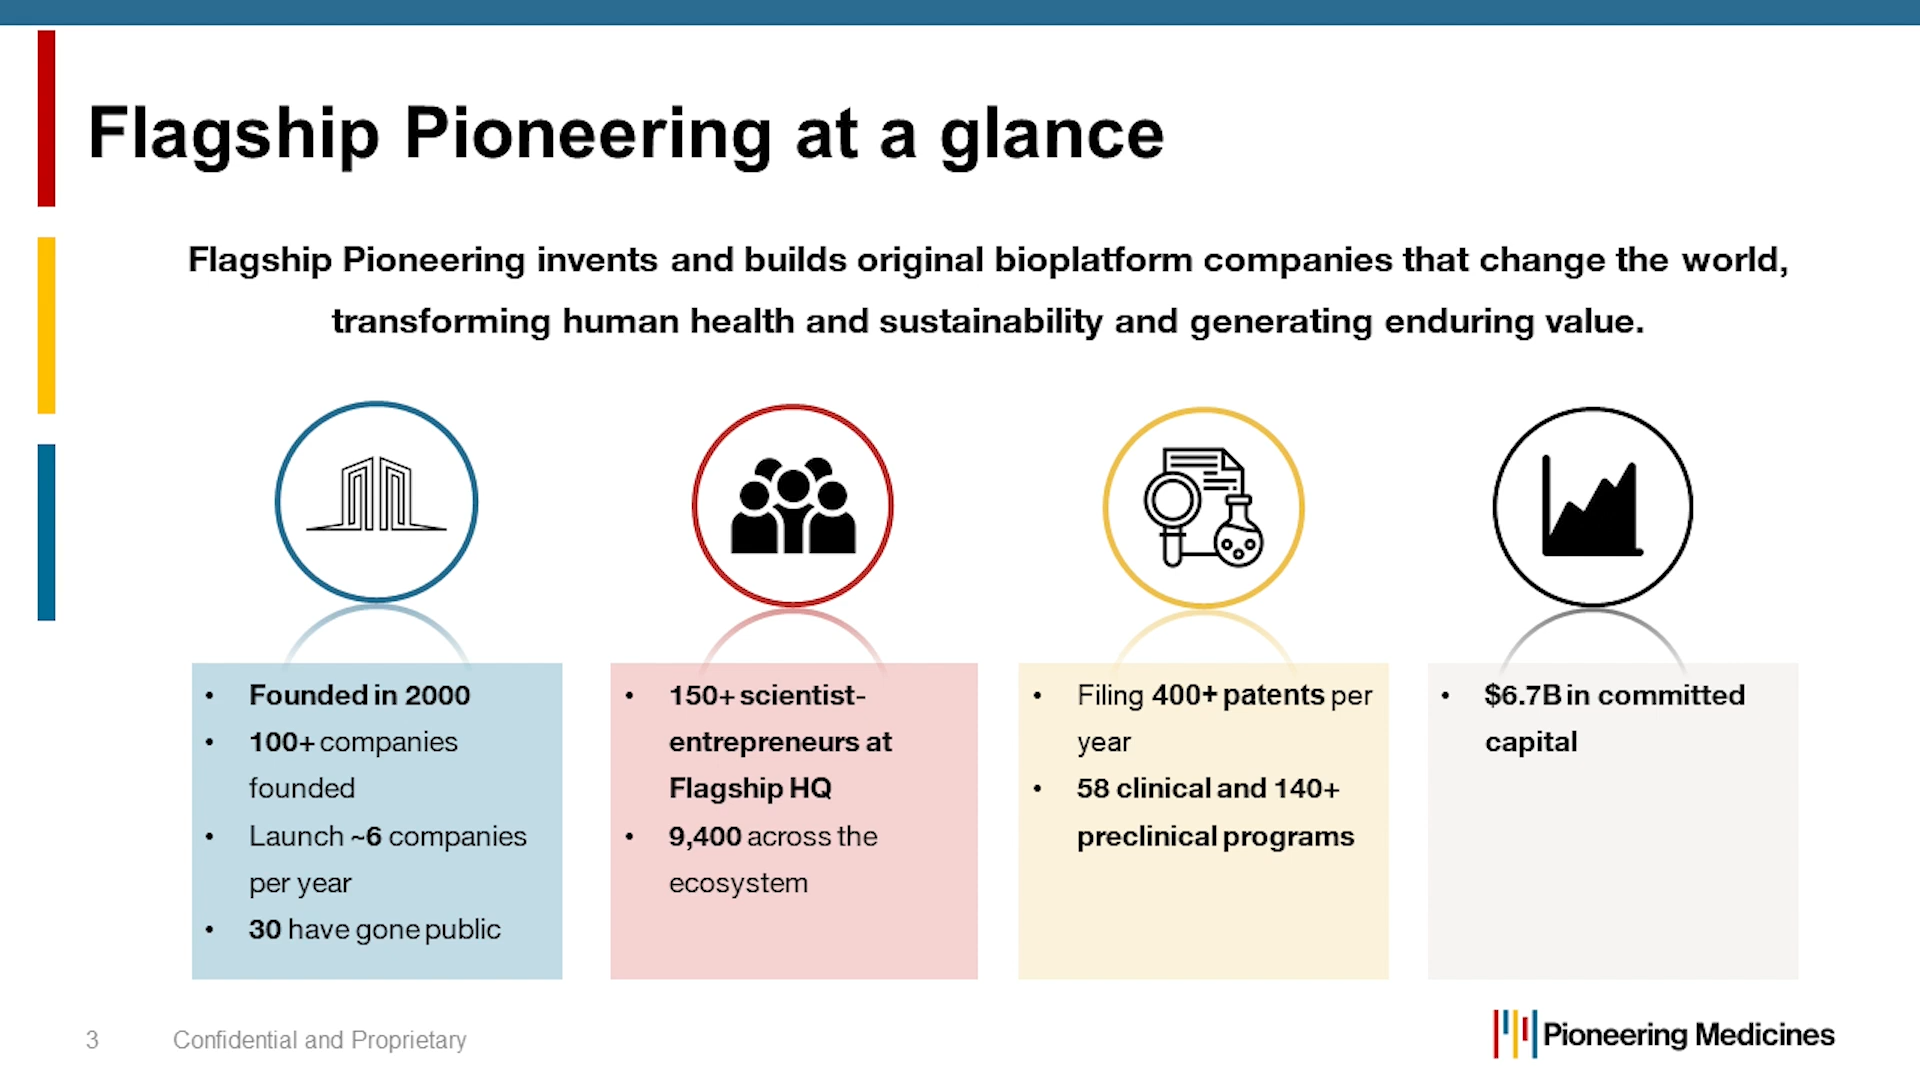 Flagship Pioneering at a glance
Flagship Pioneering invents and builds original bioplatform companies that change the world,
transforming human health and sustainability and generating enduring value.
• Founded in 2000
• 100+ companies
founded
• Launch ~6 companies
per year
• 30 have gone public
• 150+ scientist-
entrepreneurs at
Flagship HQ
• 9,400 across the
ecosystem
• Filing 400+ patents per
year
• 58 clinical and 140+
preclinical programs
• $6.7B in committed
capital
3 Confidential and Proprietary
Pioneering Medicines